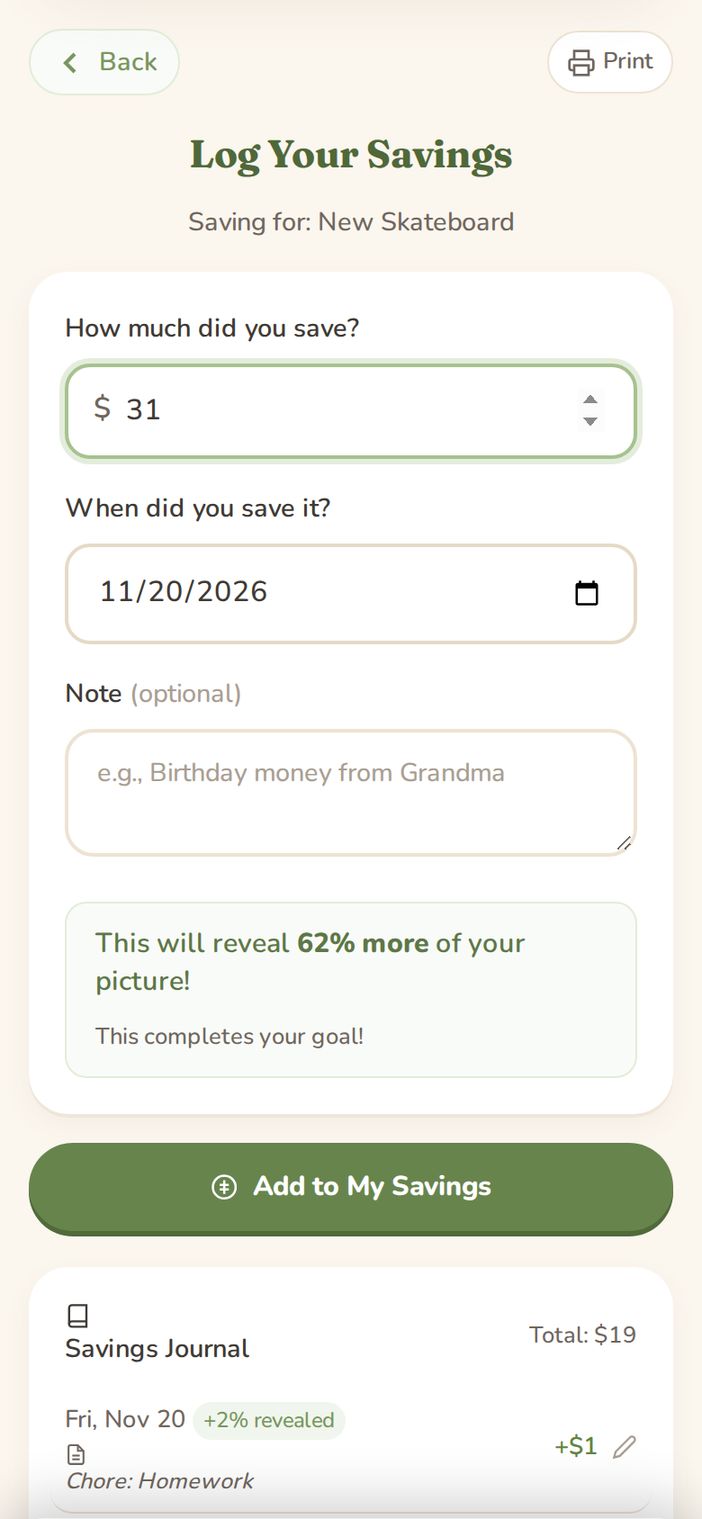 Back
Print
Log Your Savings
Saving for: New Skateboard
How much did you save?
$ 31
When did you save it?
11/20/2026
Note (optional)
e.g., Birthday money from Grandma
This will reveal 62% more of your
picture!
This completes your goal!
Add to My Savings
Savings Journal
Total: $19
Fri, Nov 20 +2% revealed
+$1
Chore: Homework